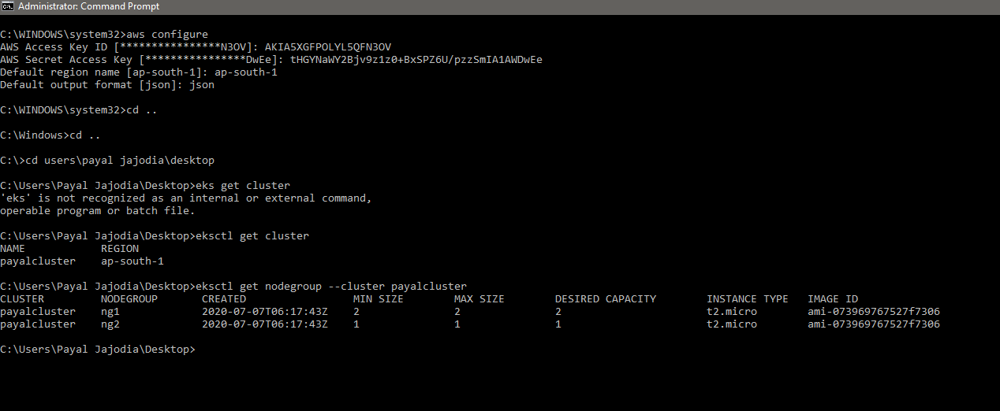 Administrator: Command Prompt
C:\WINDOWS\system32>aws configure
AWS Access Key ID [****************N3OV]: AKIA5XGFPOLYL5QFN3OV
AWS Secret Access Key [****************DwEe]: 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
Default region name [ap-south-1]: ap-south-1
Default output format [json]: json
C:\WINDOWS\system32>cd ..
C:\Windows>cd ..
C:\>cd users\payal jajodia\desktop
C:\Users\Payal Jajodia\Desktop>eks get cluster
'eks' is not recognized as an internal or external command,
operable program or batch file.
C:\Users\Payal Jajodia\Desktop>eksctl get cluster
NAME REGION
payalcluster ap-south-1
C:\Users\Payal Jajodia\Desktop>eksctl get nodegroup --cluster payalcluster
CLUSTER NODEGROUP CREATED MIN SIZE MAX SIZE DESIRED CAPACITY INSTANCE TYPE IMAGE ID
payalcluster ng1 2020-07-07T06:17:43Z 2 2 2 t2.micro ami-073969767527f7306
payalcluster ng2 2020-07-07T06:17:43Z 1 1 1 t2.micro ami-073969767527f7306
C:\Users\Payal Jajodia\Desktop>